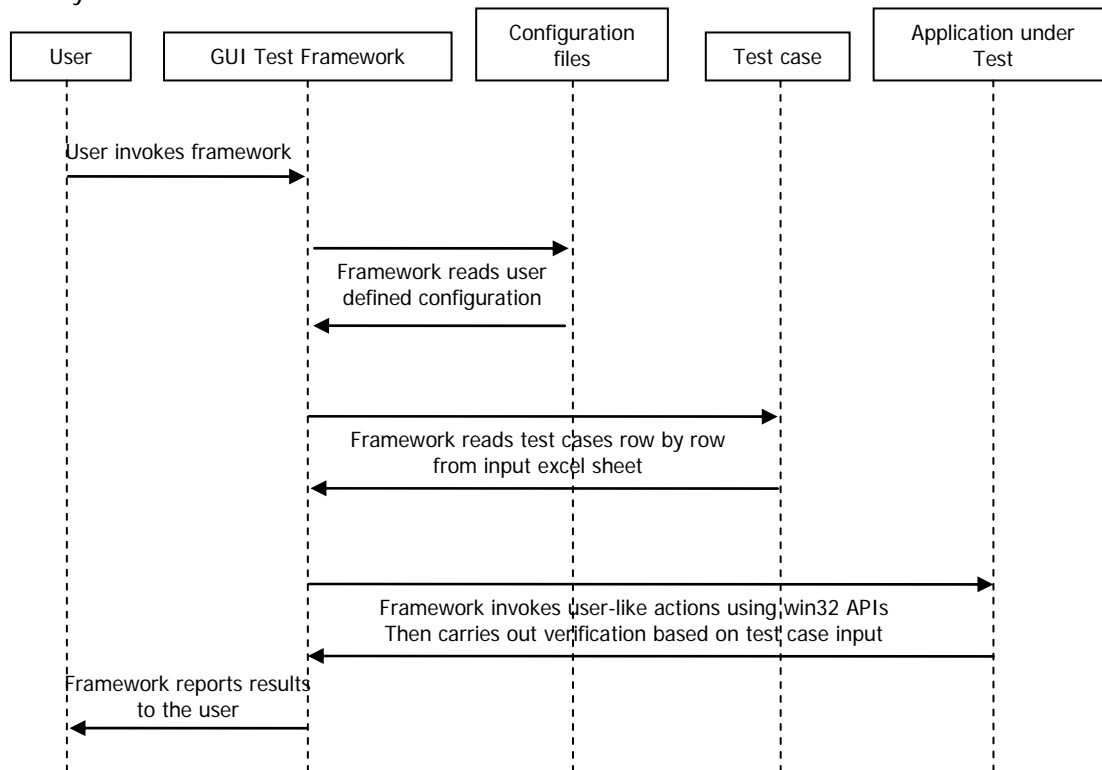 User
GUI Test Framework
Configuration
files
Test case
Application under
Test
User invokes framework
Framework reads user
defined configuration
Framework reads test cases row by row
from input excel sheet
Framework invokes user-like actions using win32 APIs
Then carries out verification based on test case input
Framework reports results
to the user